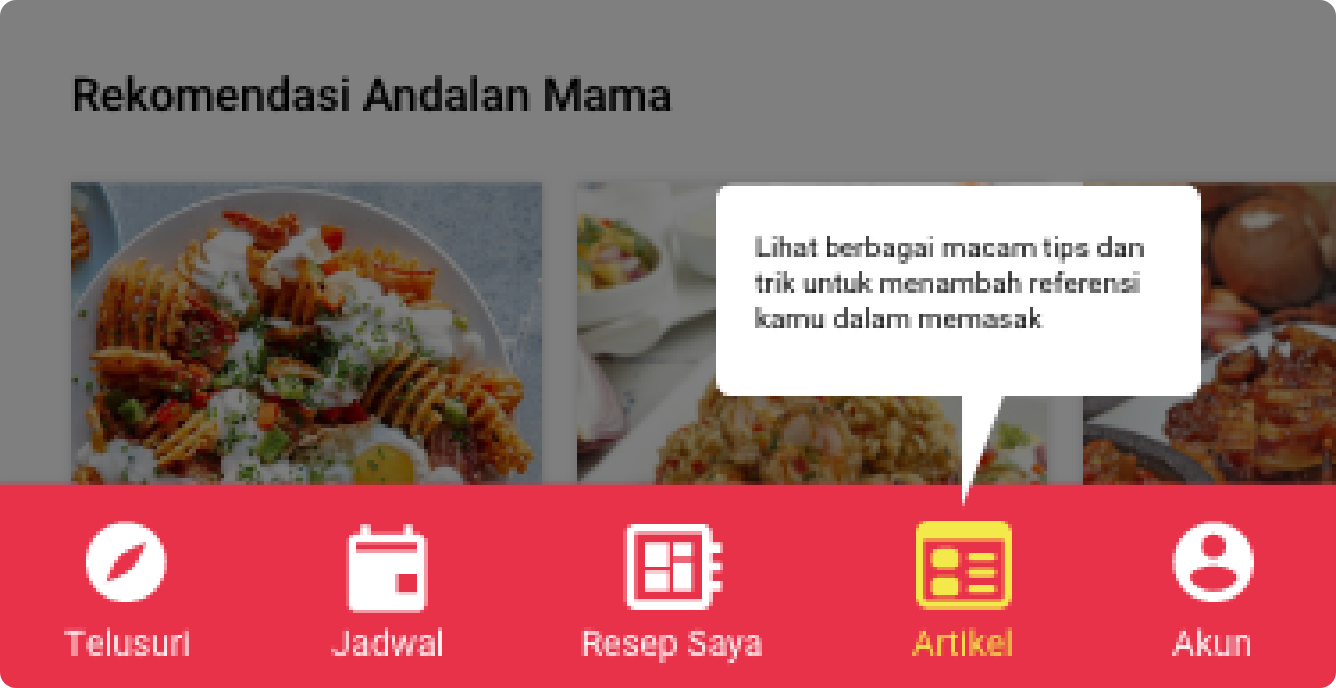 Rekomendasi Andalan Mama
Lihat berbagai macam tips dan
trik untuk menambah referensi
kamu dalam memasak
Telusuri
Jadwal
Resep Saya
Artikel
Akun